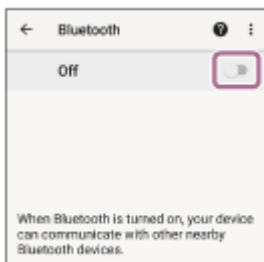 Bluetooth
Off
When Bluetooth is turned on, your device
can communicate with other nearby
Bluetooth devices.